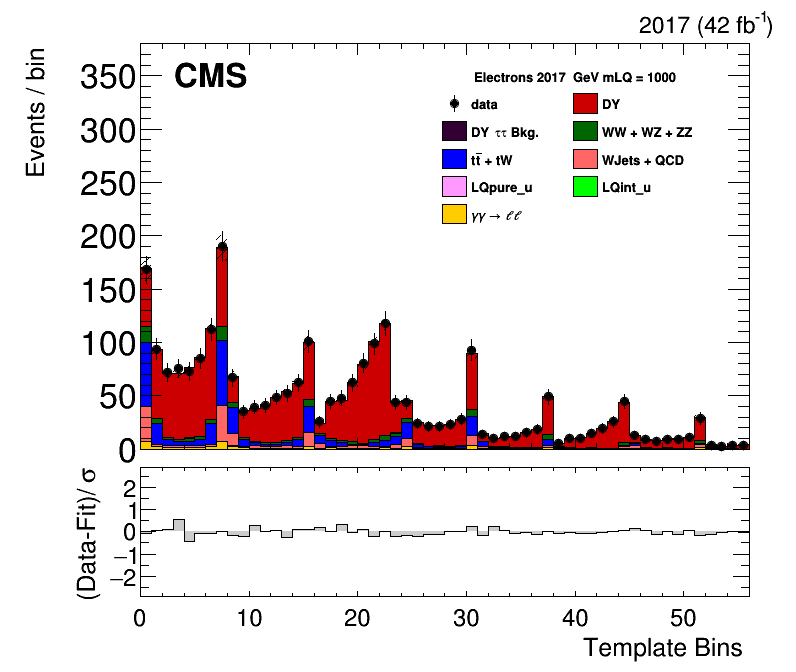 2017 (42 fb-1)
CMS
Electrons 2017 GeV mLQ = 1000
data
DY
DY ττ Bkg.
WW + WZ + ZZ
tt̄ + tW
WJets + QCD
LQpure_u
LQint_u
γγ → ℓℓ
Events / bin
350
300
250
200
150
100
50
0
(Data-Fit)/ σ
2
1
0
−1
−2
0 10 20 30 40 50
Template Bins